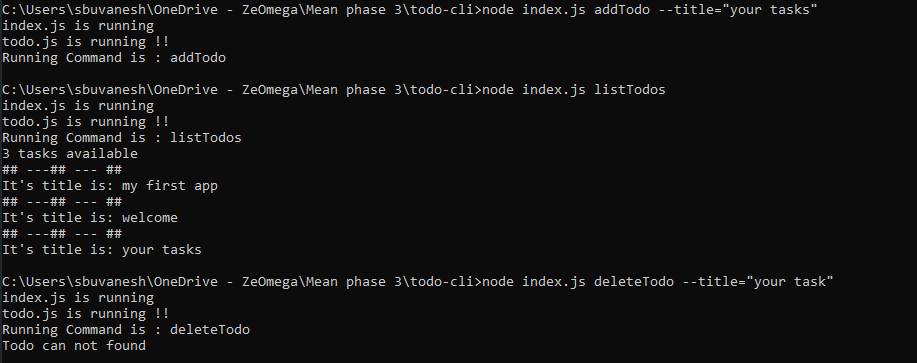 C:\Users\sbuvanesh\OneDrive - ZeOmega\Mean phase 3\todo-cli>node index.js addTodo --title="your tasks"
index.js is running
todo.js is running !!
Running Command is : addTodo
C:\Users\sbuvanesh\OneDrive - ZeOmega\Mean phase 3\todo-cli>node index.js listTodos
index.js is running
todo.js is running !!
Running Command is : listTodos
3 tasks available
## ---## --- ##
It's title is: my first app
## ---## --- ##
It's title is: welcome
## ---## --- ##
It's title is: your tasks
C:\Users\sbuvanesh\OneDrive - ZeOmega\Mean phase 3\todo-cli>node index.js deleteTodo --title="your task"
index.js is running
todo.js is running !!
Running Command is : deleteTodo
Todo can not found